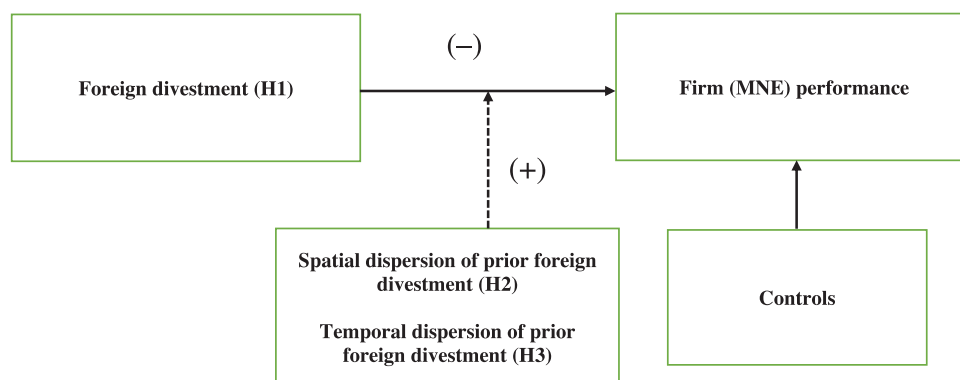 (−)
Foreign divestment (H1)
Firm (MNE) performance
(+)
Spatial dispersion of prior foreign
divestment (H2)
Temporal dispersion of prior
foreign divestment (H3)
Controls